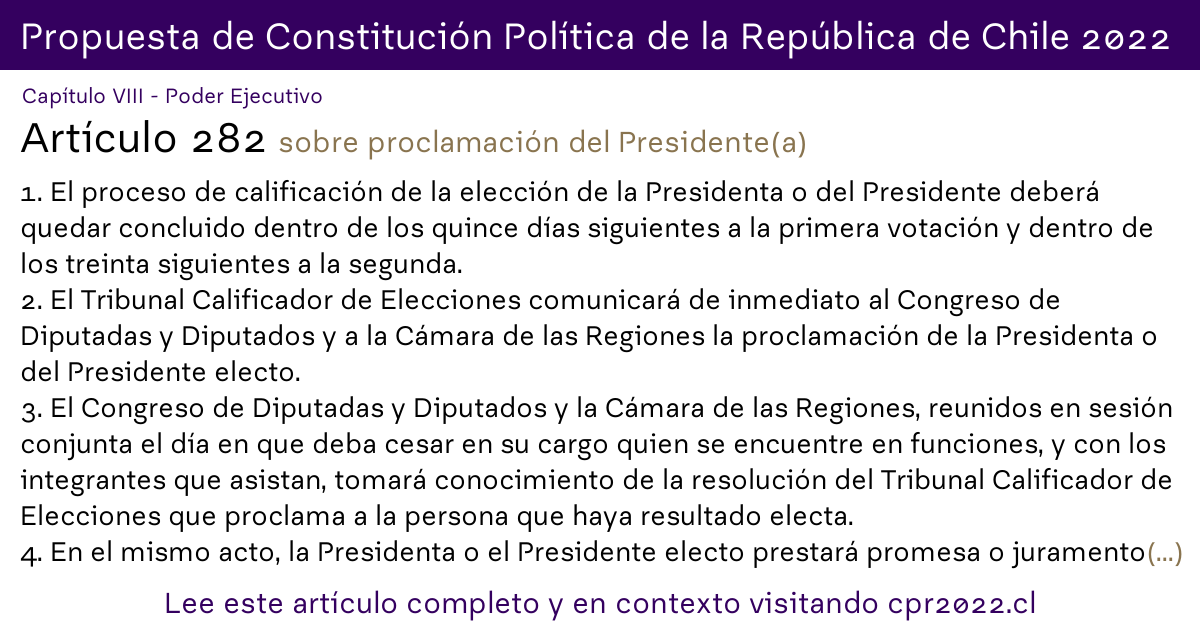 Propuesta de Constitución Política de la República de Chile 2022
Capítulo VIII - Poder Ejecutivo
Artículo 282 sobre proclamación del Presidente(a)
1. El proceso de calificación de la elección de la Presidenta o del Presidente deberá
quedar concluido dentro de los quince días siguientes a la primera votación y dentro de
los treinta siguientes a la segunda.
2. El Tribunal Calificador de Elecciones comunicará de inmediato al Congreso de
Diputadas y Diputados y a la Cámara de las Regiones la proclamación de la Presidenta o
del Presidente electo.
3. El Congreso de Diputadas y Diputados y la Cámara de las Regiones, reunidos en sesión
conjunta el día en que deba cesar en su cargo quien se encuentre en funciones, y con los
integrantes que asistan, tomará conocimiento de la resolución del Tribunal Calificador de
Elecciones que proclama a la persona que haya resultado electa.
4. En el mismo acto, la Presidenta o el Presidente electo prestará promesa o juramento(...)
Lee este artículo completo y en contexto visitando cpr2022.cl